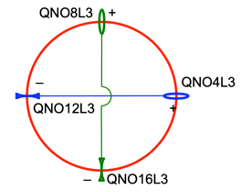 QNO8L3 +
QNO4L3
+
–
QNO12L3
– QNO16L3